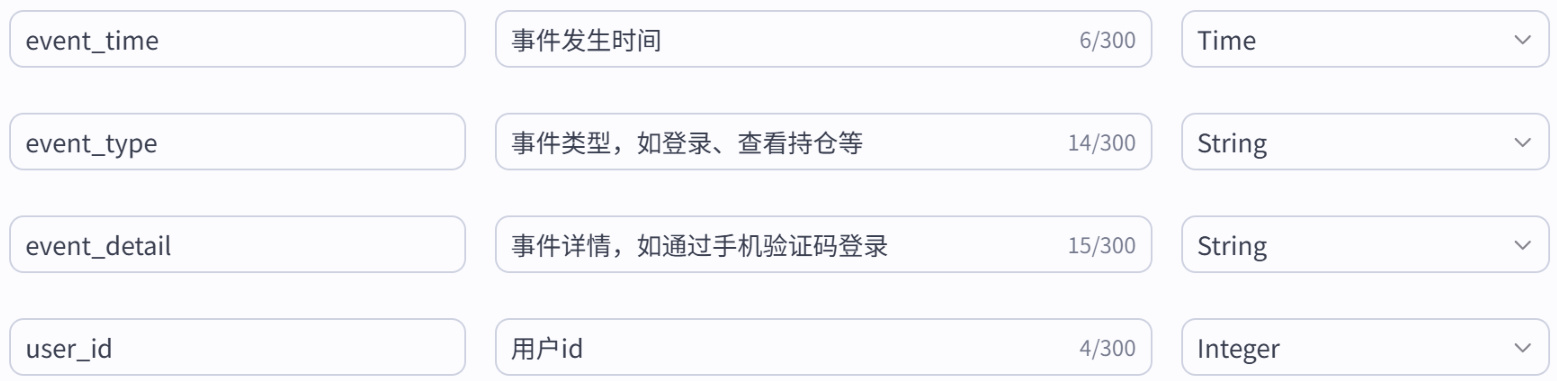 event_time 事件发生时间 6/300 Time
event_type 事件类型，如登录、查看持仓等 14/300 String
event_detail 事件详情，如通过手机验证码登录 15/300 String
user_id 用户id 4/300 Integer